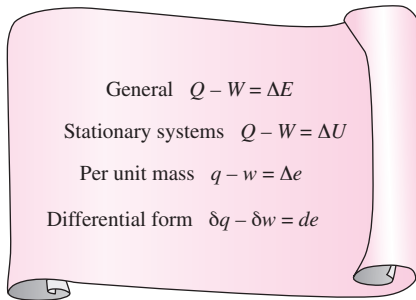 General Q – W = ΔE
Stationary systems Q – W = ΔU
Per unit mass q – w = Δe
Differential form δq – δw = de